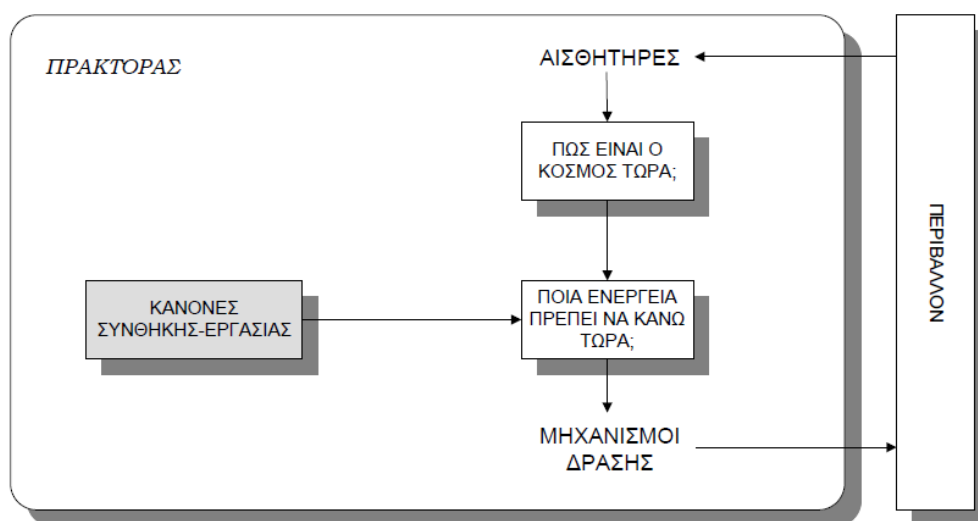 ΠΡΑΚΤΟΡΑΣ
ΑΙΣΘΗΤΗΡΕΣ
ΠΩΣ ΕΙΝΑΙ Ο
ΚΟΣΜΟΣ ΤΩΡΑ;
ΚΑΝΟΝΕΣ
ΣΥΝΘΗΚΗΣ-ΕΡΓΑΣΙΑΣ
ΠΟΙΑ ΕΝΕΡΓΕΙΑ
ΠΡΕΠΕΙ ΝΑ ΚΑΝΩ
ΤΩΡΑ;
ΜΗΧΑΝΙΣΜΟΙ
ΔΡΑΣΗΣ
ΠΕΡΙΒΑΛΛΟΝ